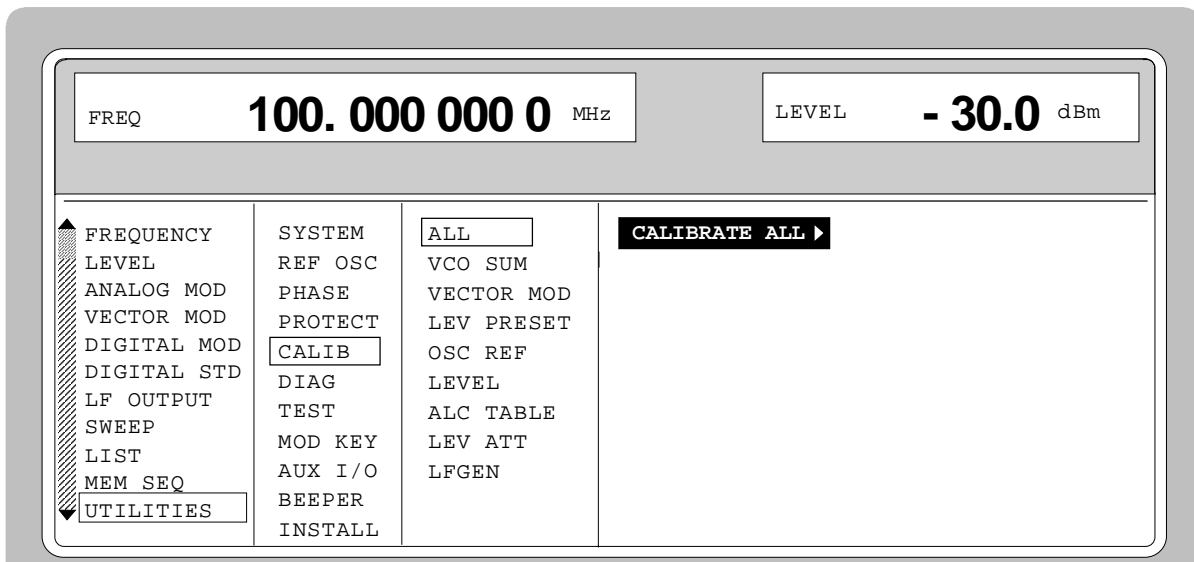 FREQ 100. 000 000 0 MHz
LEVEL - 30.0 dBm
FREQUENCY
LEVEL
ANALOG MOD
VECTOR MOD
DIGITAL MOD
DIGITAL STD
LF OUTPUT
SWEEP
LIST
MEM SEQ
UTILITIES
SYSTEM
REF OSC
PHASE
PROTECT
CALIB
DIAG
TEST
MOD KEY
AUX I/O
BEEPER
INSTALL
ALL
VCO SUM
VECTOR MOD
LEV PRESET
OSC REF
LEVEL
ALC TABLE
LEV ATT
LFGEN
CALIBRATE ALL